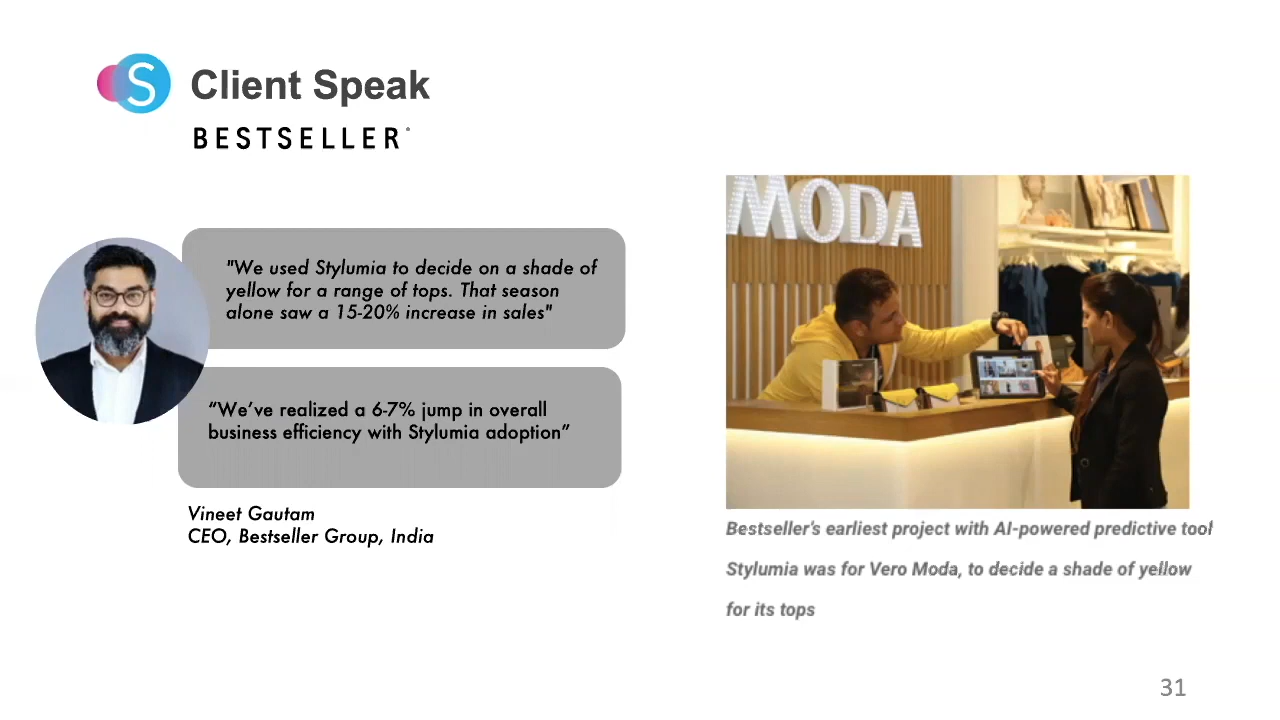 S
Client Speak
BESTSELLER
"We used Stylumia to decide on a shade of
yellow for a range of tops. That season
alone saw a 15-20% increase in sales"
“We’ve realized a 6-7% jump in overall
business efficiency with Stylumia adoption”
Vineet Gautam
CEO, Bestseller Group, India
MODA
Bestseller's earliest project with AI-powered predictive tool
Stylumia was for Vero Moda, to decide a shade of yellow
for its tops
31